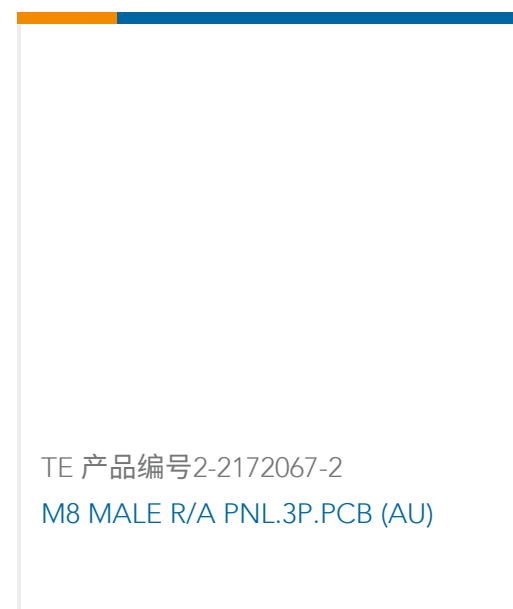 TE 产品编号2-2172067-2
M8 MALE R/A PNL.3P.PCB (AU)